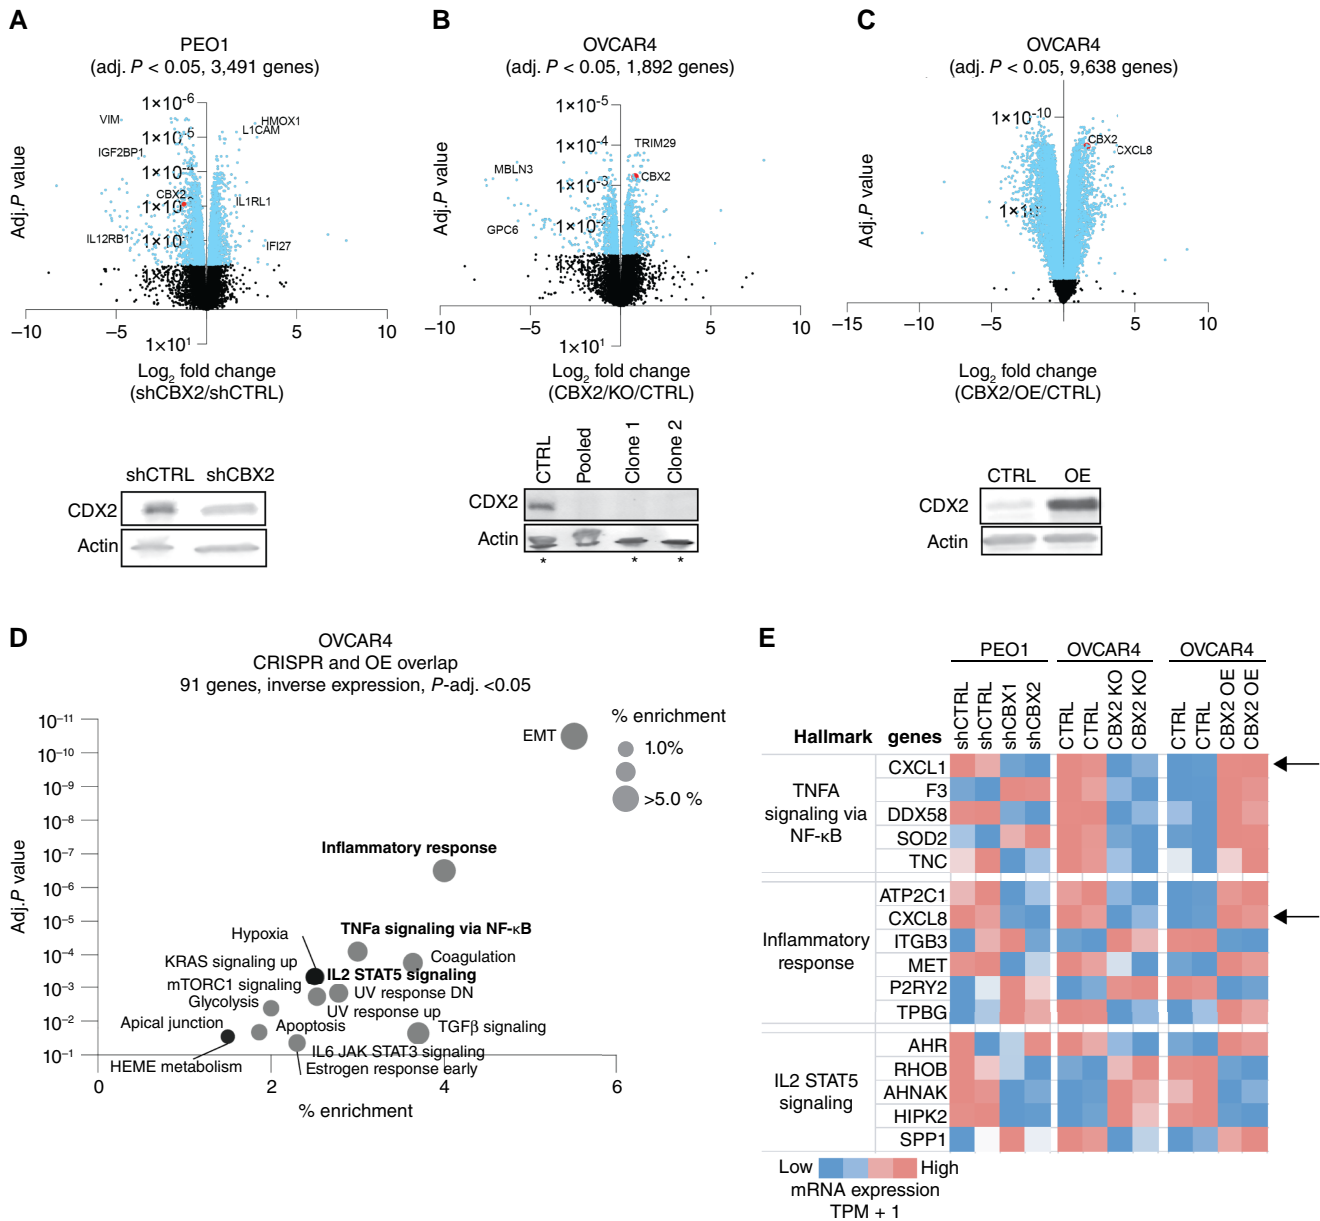 A
PEO1
(adj. P < 0.05, 3,491 genes)
1×10-6
VIM
HMOX1
L1CAM
1×10-5
IGF2BP1
1×10-4
CBX2
IL1RL1
IL12RB1
IFI27
Adj.P value
−10
−5
5
10
1×10¹
Log₂ fold change
(shCBX2/shCTRL)
shCTRL shCBX2
CDX2
Actin
B
OVCAR4
(adj. P < 0.05, 1,892 genes)
1×10-5
1×10-4
TRIM29
MBLN3
CBX2
1×10-3
GPC6
Adj.P value
−10
−5
5
10
1×10¹
Log₂ fold change
(CBX2/KO/CTRL)
CTRL
Pooled
Clone 1
Clone 2
CDX2
Actin
* * *
C
OVCAR4
(adj. P < 0.05, 9,638 genes)
1×10-10
CBX2
CXCL8
Adj.P value
−15
−10
−5
5
10
Log₂ fold change
(CBX2/OE/CTRL)
CTRL OE
CDX2
Actin
D
OVCAR4
CRISPR and OE overlap
91 genes, inverse expression, P-adj. <0.05
10⁻¹¹
10⁻¹⁰
10⁻⁹
10⁻⁸
10⁻⁷
10⁻⁶
10⁻⁵
10⁻⁴
10⁻³
10⁻²
10⁻¹
Adj.P value
% enrichment
1.0%
>5.0 %
EMT
Inflammatory response
TNFa signaling via NF-κB
Hypoxia
Coagulation
KRAS signaling up
IL2 STAT5 signaling
mTORC1 signaling
UV response DN
Glycolysis
UV response up
Apical junction
Apoptosis
TGFβ signaling
IL6 JAK STAT3 signaling
HEME metabolism
Estrogen response early
0 2 4 6
% enrichment
E
PEO1 OVCAR4 OVCAR4
shCTRL
shCTRL
shCBX1
shCBX2
CTRL
CTRL
CBX2 KO
CBX2 KO
CTRL
CTRL
CBX2 OE
CBX2 OE
Hallmark genes
TNFA
signaling via
NF-κB
CXCL1
F3
DDX58
SOD2
TNC
Inflammatory
response
ATP2C1
CXCL8
ITGB3
MET
P2RY2
TPBG
IL2 STAT5
signaling
AHR
RHOB
AHNAK
HIPK2
SPP1
Low High
mRNA expression
TPM + 1